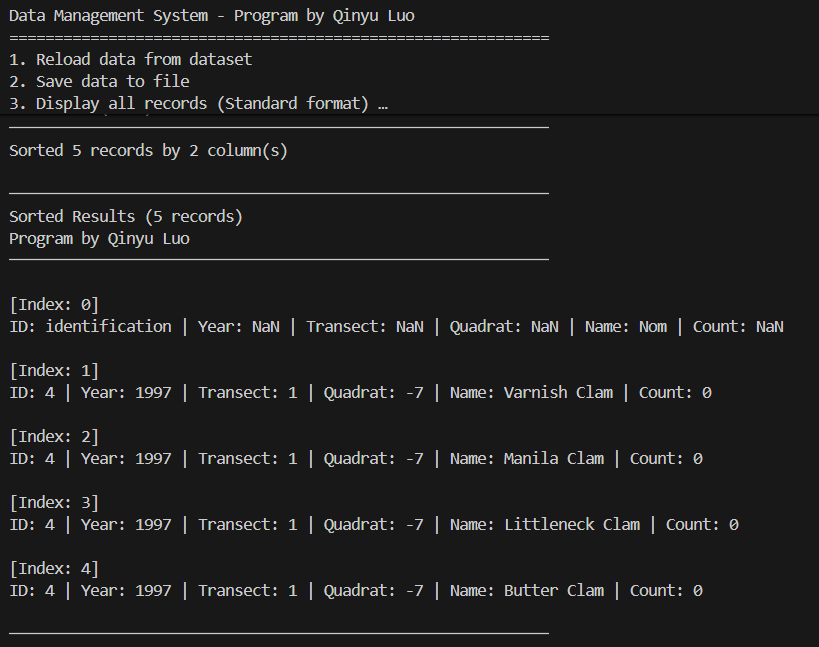 Data Management System - Program by Qinyu Luo
============================================================
1. Reload data from dataset
2. Save data to file
3. Display all records (Standard format) …
Sorted 5 records by 2 column(s)
Sorted Results (5 records)
Program by Qinyu Luo
[Index: 0]
ID: identification | Year: NaN | Transect: NaN | Quadrat: NaN | Name: Nom | Count: NaN
[Index: 1]
ID: 4 | Year: 1997 | Transect: 1 | Quadrat: -7 | Name: Varnish Clam | Count: 0
[Index: 2]
ID: 4 | Year: 1997 | Transect: 1 | Quadrat: -7 | Name: Manila Clam | Count: 0
[Index: 3]
ID: 4 | Year: 1997 | Transect: 1 | Quadrat: -7 | Name: Littleneck Clam | Count: 0
[Index: 4]
ID: 4 | Year: 1997 | Transect: 1 | Quadrat: -7 | Name: Butter Clam | Count: 0